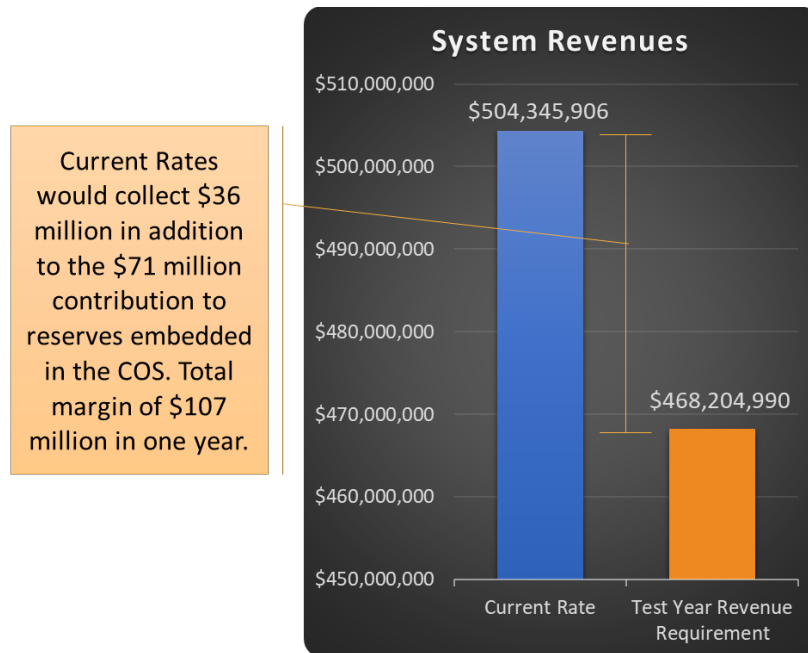 System Revenues
$510,000,000
$504,345,906
Current Rates
would collect $36
million in addition
to the $71 million
contribution to
reserves embedded
in the COS. Total
margin of $107
million in one year.
$500,000,000
$490,000,000
$480,000,000
$470,000,000
$468,204,990
$460,000,000
$450,000,000
Current Rate
Test Year Revenue
Requirement